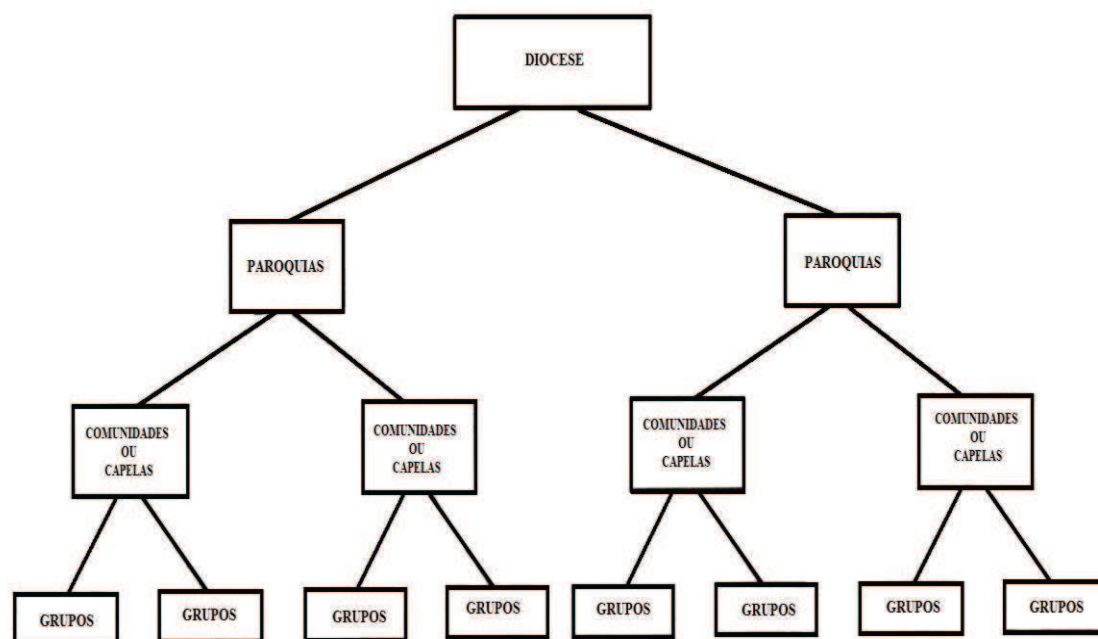 DIOCESE
PAROQUIAS
PAROQUIAS
COMUNIDADES
OU
CAPELAS
COMUNIDADES
OU
CAPELAS
COMUNIDADES
OU
CAPELAS
COMUNIDADES
OU
CAPELAS
GRUPOS
GRUPOS
GRUPOS
GRUPOS
GRUPOS
GRUPOS
GRUPOS
GRUPOS